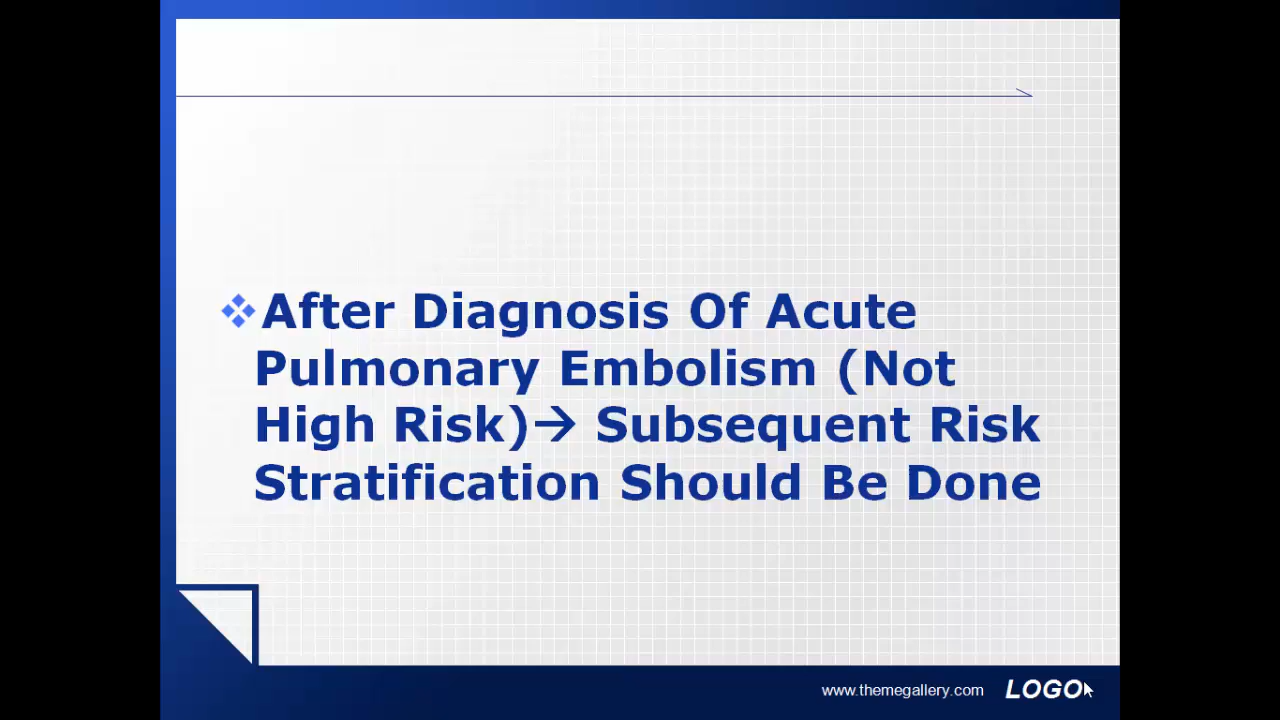 ❖After Diagnosis Of Acute
Pulmonary Embolism (Not
High Risk)→ Subsequent Risk
Stratification Should Be Done
www.themegallery.com
LOGO